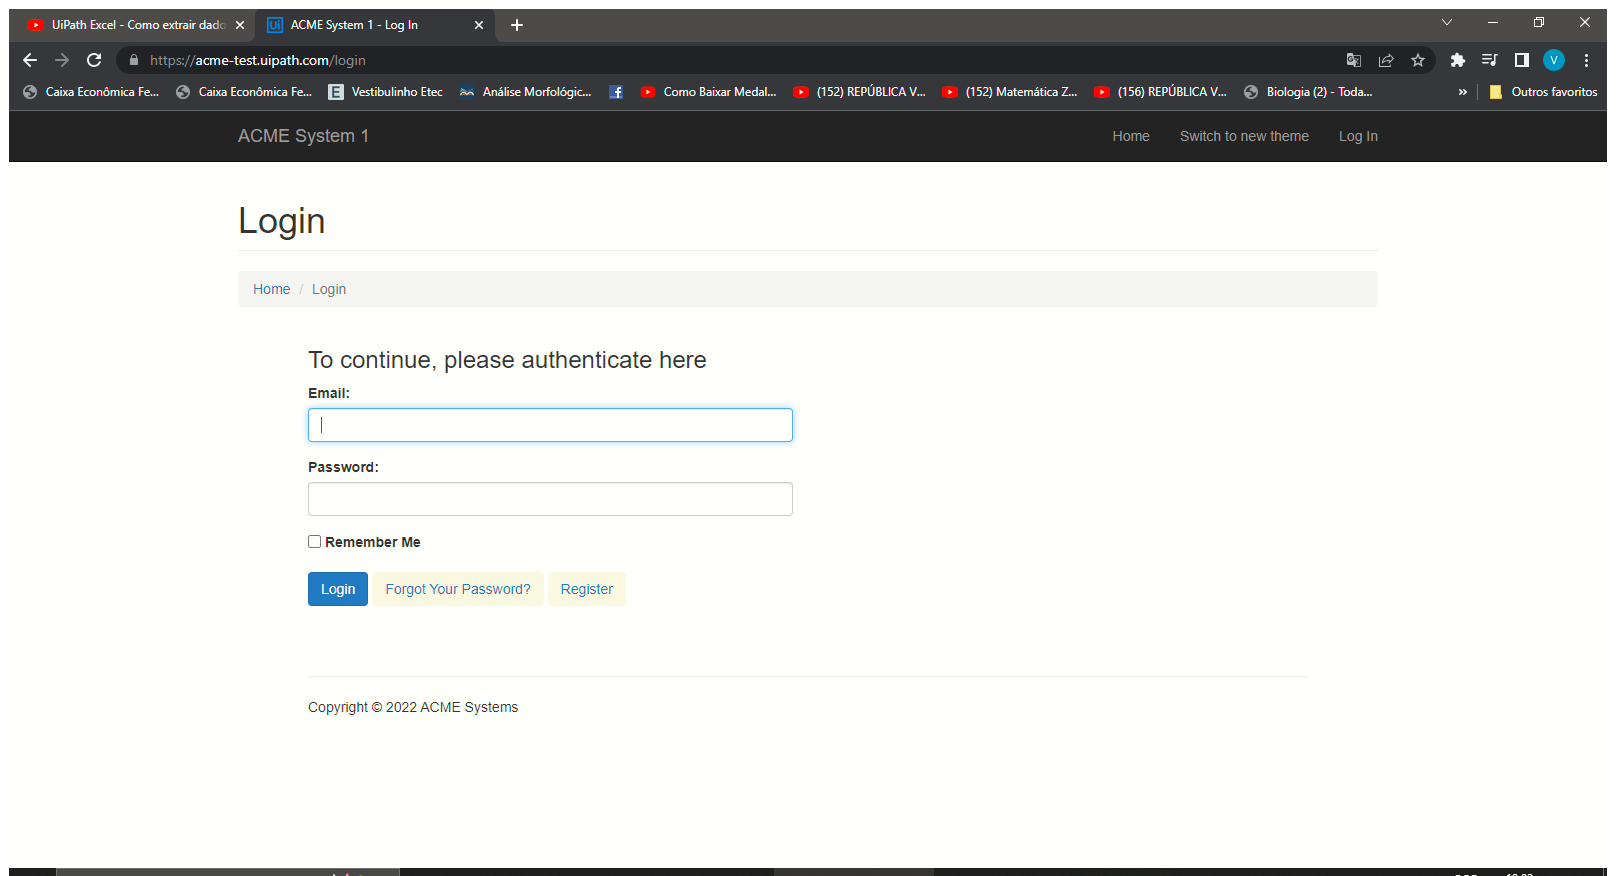 UiPath Excel - Como extrair dado
Ui ACME System 1 - Log In
https://acme-test.uipath.com/login
V
Caixa Econômica Fe... Caixa Econômica Fe... E Vestibulinho Etec Análise Morfológic... f Como Baixar Medal... (152) REPÚBLICA V... (152) Matemática Z... (156) REPÚBLICA V... Biologia (2) - Toda... » Outros favoritos
ACME System 1 Home Switch to new theme Log In
Login
Home / Login
To continue, please authenticate here
Email:
Password:
Remember Me
Login Forgot Your Password? Register
Copyright © 2022 ACME Systems